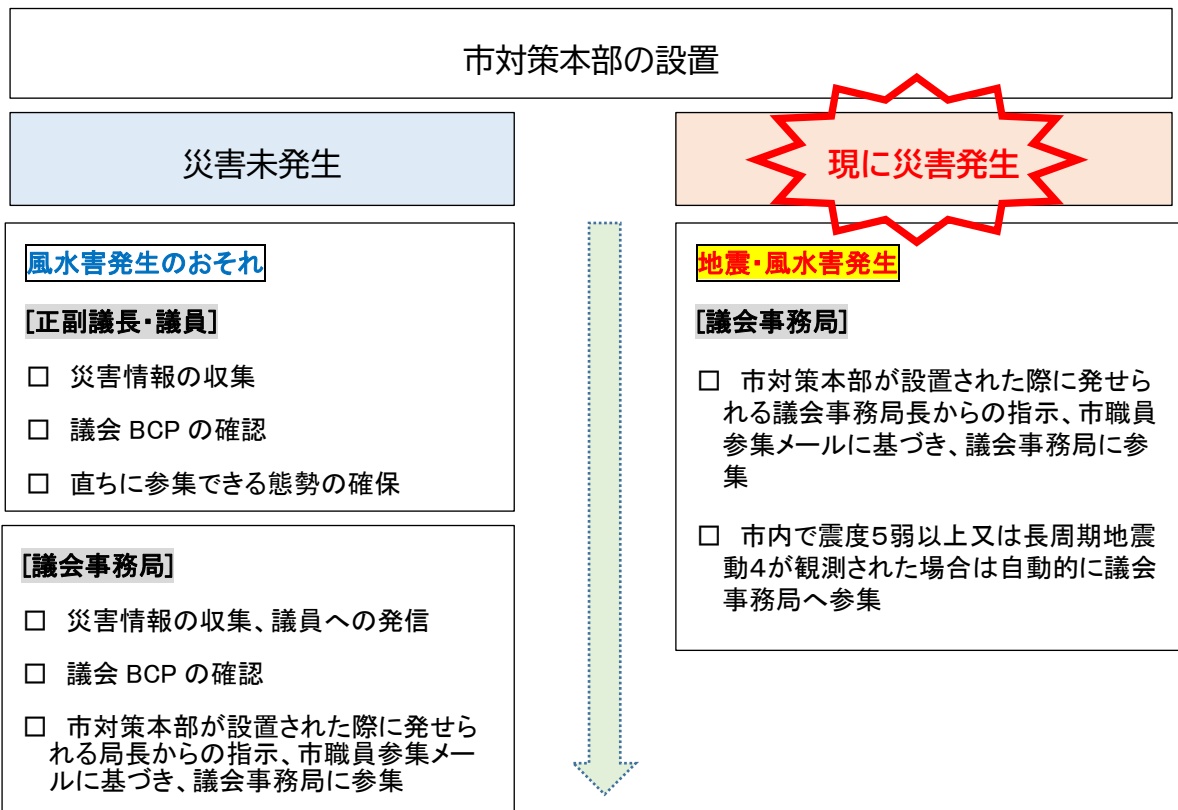 市対策本部の設置
災害未発生
現に災害発生
風水害発生のおそれ
[正副議長・議員]
□ 災害情報の収集
□ 議会 BCP の確認
□ 直ちに参集できる態勢の確保
[議会事務局]
□ 災害情報の収集、議員への発信
□ 議会 BCP の確認
□ 市対策本部が設置された際に発せら
れる局長からの指示、市職員参集メー
ルに基づき、議会事務局に参集
地震・風水害発生
[議会事務局]
□ 市対策本部が設置された際に発せら
れる議会事務局長からの指示、市職員
参集メールに基づき、議会事務局に参
集
□ 市内で震度5弱以上又は長周期地震
動4が観測された場合は自動的に議会
事務局へ参集